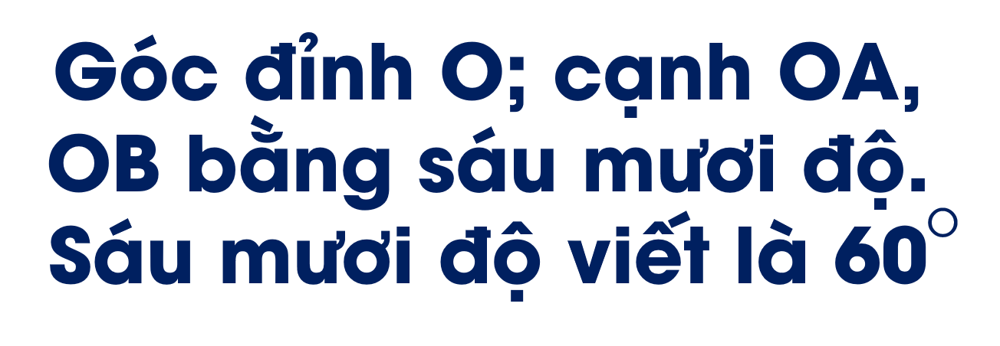 Góc đỉnh O; cạnh OA,
OB bằng sáu mươi độ.
Sáu mươi độ viết là 60°